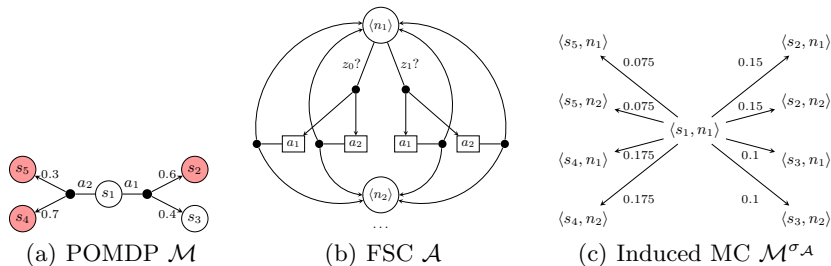 s₅
s₂
a₂
s₁
a₁
0.3
0.6
0.7
0.4
s₄
s₃
(a) POMDP ℳ
⟨n₁⟩
z₀?
z₁?
a₁
a₂
a₁
a₂
⟨n₂⟩
...
(b) FSC 𝒜
⟨s₅, n₁⟩
⟨s₂, n₁⟩
0.075
0.15
⟨s₅, n₂⟩
0.075
0.15
⟨s₂, n₂⟩
⟨s₁, n₁⟩
⟨s₄, n₁⟩
0.175
0.1
⟨s₃, n₁⟩
0.175
0.1
⟨s₄, n₂⟩
⟨s₃, n₂⟩
(c) Induced MC ℳ^σ𝒜